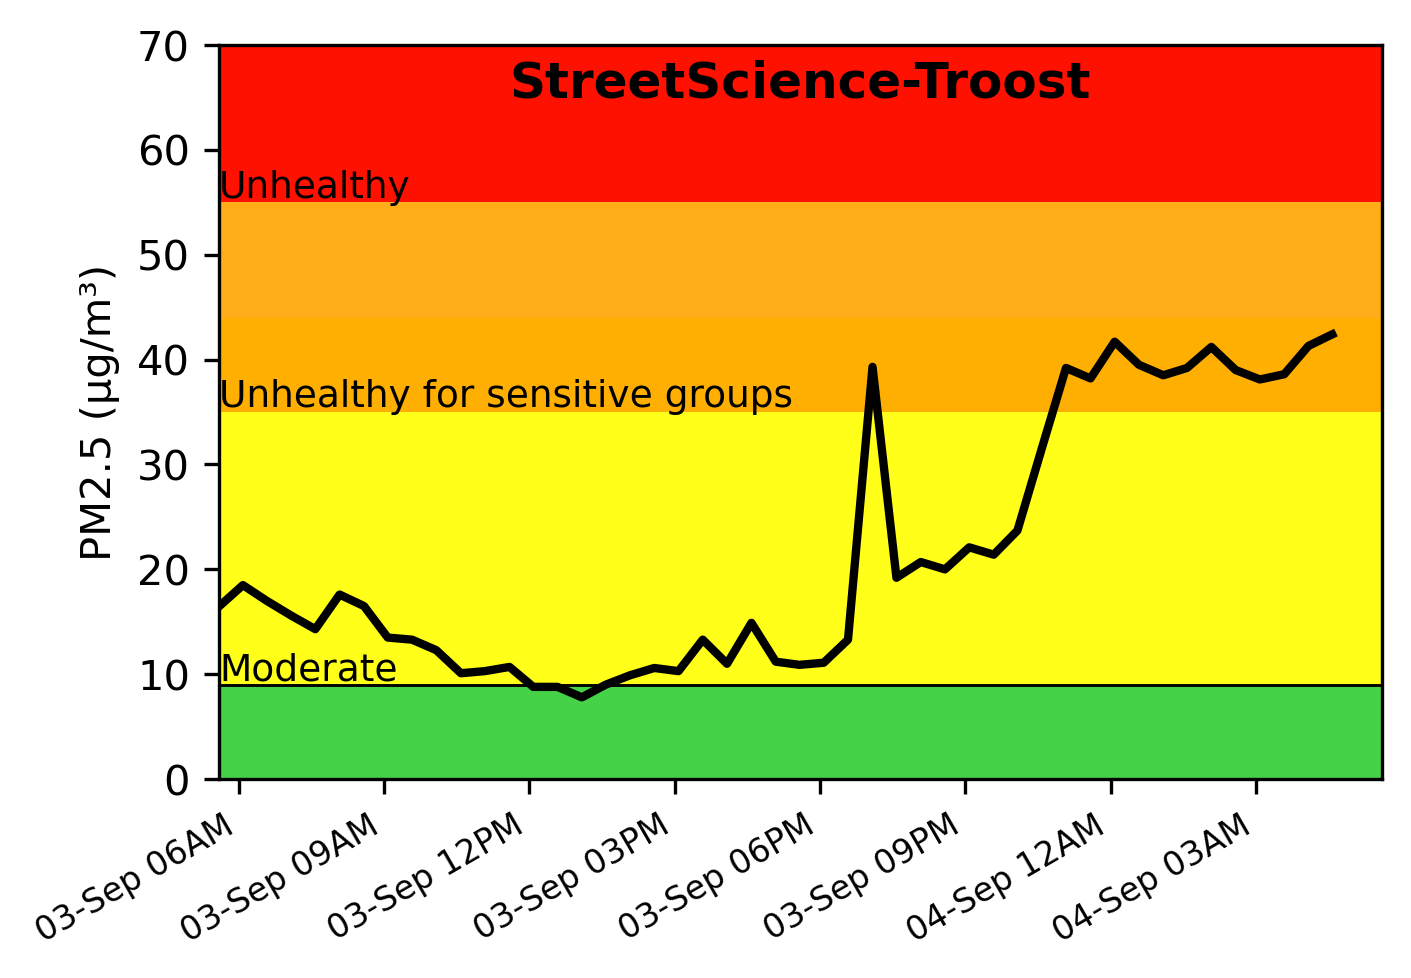 StreetScience-Troost
PM2.5 (µg/m³)
70
60
50
40
30
20
10
0
Unhealthy
Unhealthy for sensitive groups
Moderate
03-Sep 06AM
03-Sep 09AM
03-Sep 12PM
03-Sep 03PM
03-Sep 06PM
03-Sep 09PM
04-Sep 12AM
04-Sep 03AM